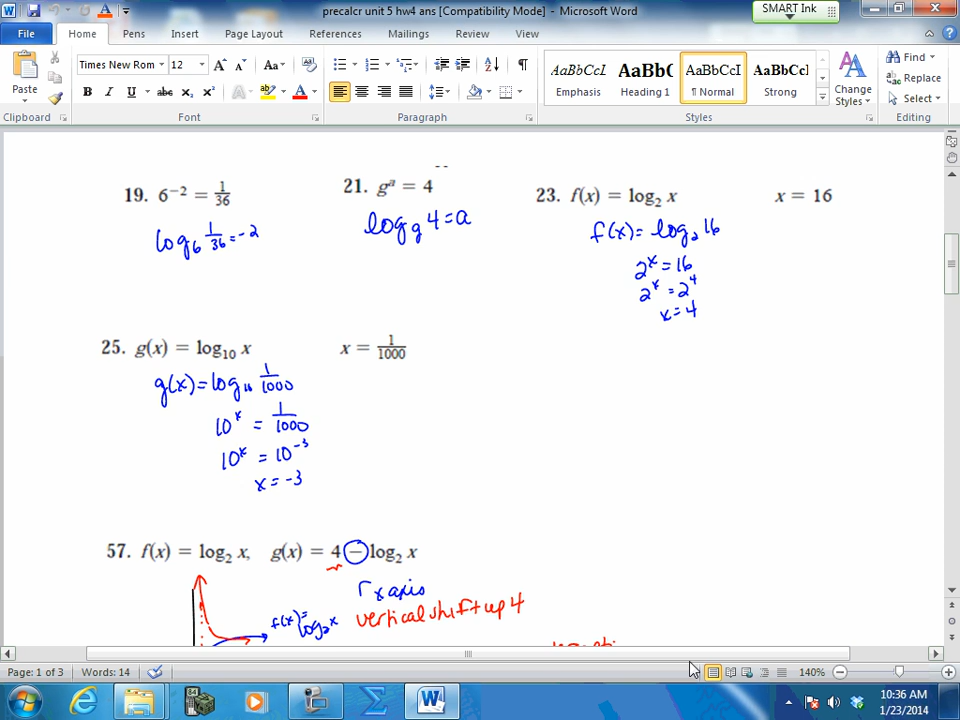 precalcr unit 5 hw4 ans [Compatibility Mode] - Microsoft Word
SMART Ink
File Home Pens Insert Page Layout References Mailings Review View
Paste
Times New Rom 12
AaBbCcI AaBbC AaBbCcI AaBbCc
Emphasis Heading 1 ¶ Normal Strong
Change Styles
Find
Replace
Select
Clipboard Font Paragraph Styles Editing
19. 6⁻² = 1/36
log₆ 1/36 = -2
21. gᵃ = 4
log_g 4 = a
23. f(x) = log₂ x x = 16
f(x) = log₂ 16
2ˣ = 16
2ˣ = 2⁴
x = 4
25. g(x) = log₁₀ x x = 1/1000
g(x) = log₁₀ 1/1000
10ˣ = 1/1000
10ˣ = 10⁻³
x = -3
57. f(x) = log₂ x, g(x) = 4 − log₂ x
r x axis
vertical shift up 4
f(x) = log₂ x
Page: 1 of 3 Words: 14 140%
10:36 AM
1/23/2014